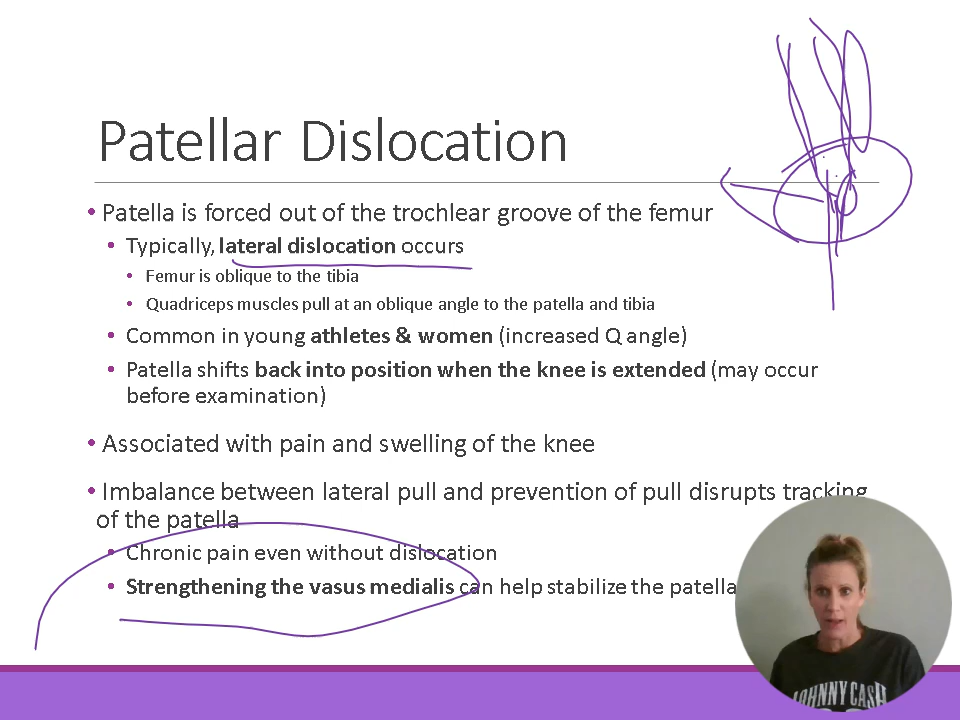 Patellar Dislocation
• Patella is forced out of the trochlear groove of the femur
• Typically, lateral dislocation occurs
• Femur is oblique to the tibia
• Quadriceps muscles pull at an oblique angle to the patella and tibia
• Common in young athletes & women (increased Q angle)
• Patella shifts back into position when the knee is extended (may occur
before examination)
• Associated with pain and swelling of the knee
• Imbalance between lateral pull and prevention of pull disrupts tracking
of the patella
• Chronic pain even without dislocation
• Strengthening the vasus medialis can help stabilize the patella
JOHNNY CASH